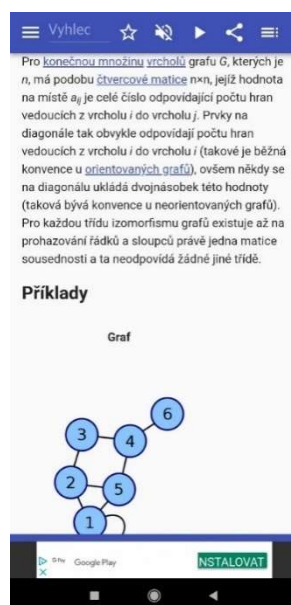 Vyhlec
Pro konečnou množinu vrcholů grafu G, kterých je
n, má podobu čtvercové matice n×n, jejíž hodnota
na místě aij je celé číslo odpovídající počtu hran
vedoucích z vrcholu i do vrcholu j. Prvky na
diagonále tak obvykle odpovídají počtu hran
vedoucích z vrcholu i do vrcholu i (takové je běžná
konvence u orientovaných grafů), ovšem někdy se
na diagonálu ukládá dvojnásobek této hodnoty
(taková bývá konvence u neorientovaných grafů).
Pro každou třídu izomorfismu grafů existuje až na
prohazování řádků a sloupců právě jedna matice
sousednosti a ta neodpovídá žádné jiné třídě.
Příklady
Graf
6
3
4
2
5
1
Google Play
NSTALOVAT